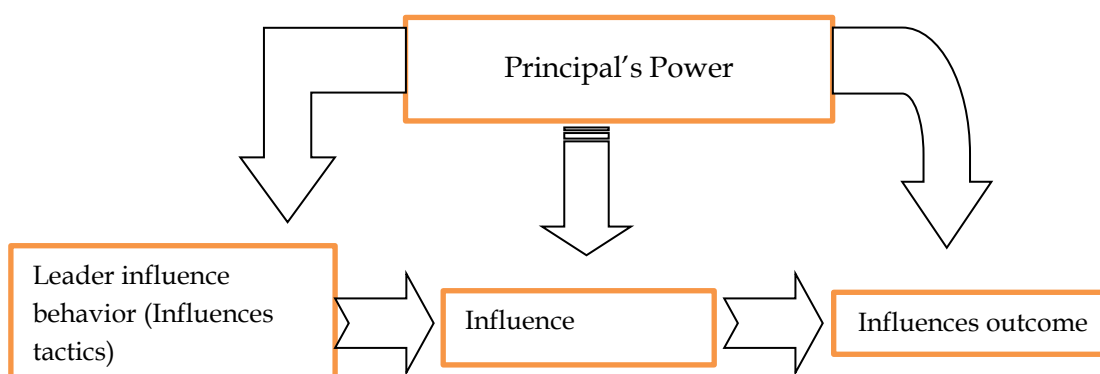 Principal’s Power
Leader influence
behavior (Influences
tactics)
Influence
Influences outcome